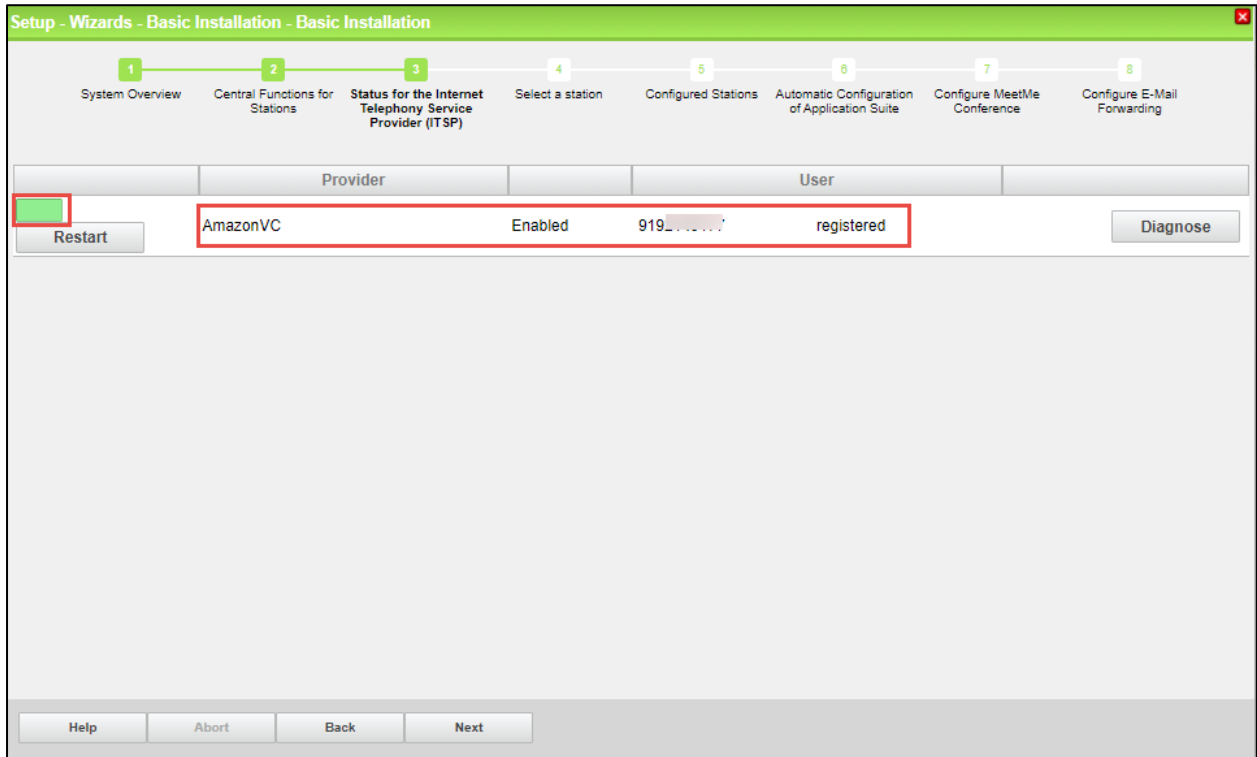 Setup - Wizards - Basic Installation - Basic Installation
1 2 3 4 5 6 7 8
System Overview
Central Functions for
Stations
Status for the Internet
Telephony Service
Provider (ITSP)
Select a station
Configured Stations
Automatic Configuration
of Application Suite
Configure MeetMe
Conference
Configure E-Mail
Forwarding
Provider User
Restart AmazonVC Enabled registered Diagnose
Help Abort Back Next